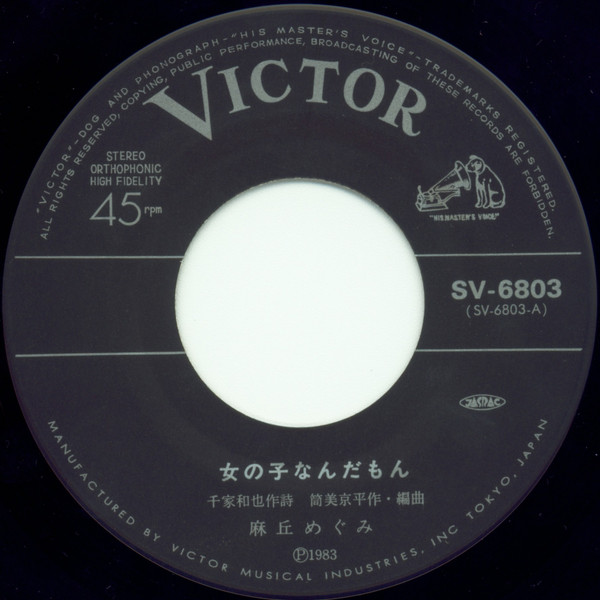 "VICTOR"-DOG AND PHONOGRAPH-"HIS MASTER'S VOICE"-TRADEMARKS REGISTERED.
ALL RIGHTS RESERVED, COPYING, PUBLIC PERFORMANCE, BROADCASTING OF THESE RECORDS ARE FORBIDDEN.
VICTOR
STEREO
ORTHOPHONIC
HIGH FIDELITY
45rpm
"HIS MASTER'S VOICE"
SV-6803
(SV-6803-A)
JASRAC
女の子なんだもん
千家和也作詩 筒美京平作・編曲
麻丘めぐみ
Ⓟ1983
MANUFACTURED BY VICTOR MUSICAL INDUSTRIES, INC TOKYO, JAPAN